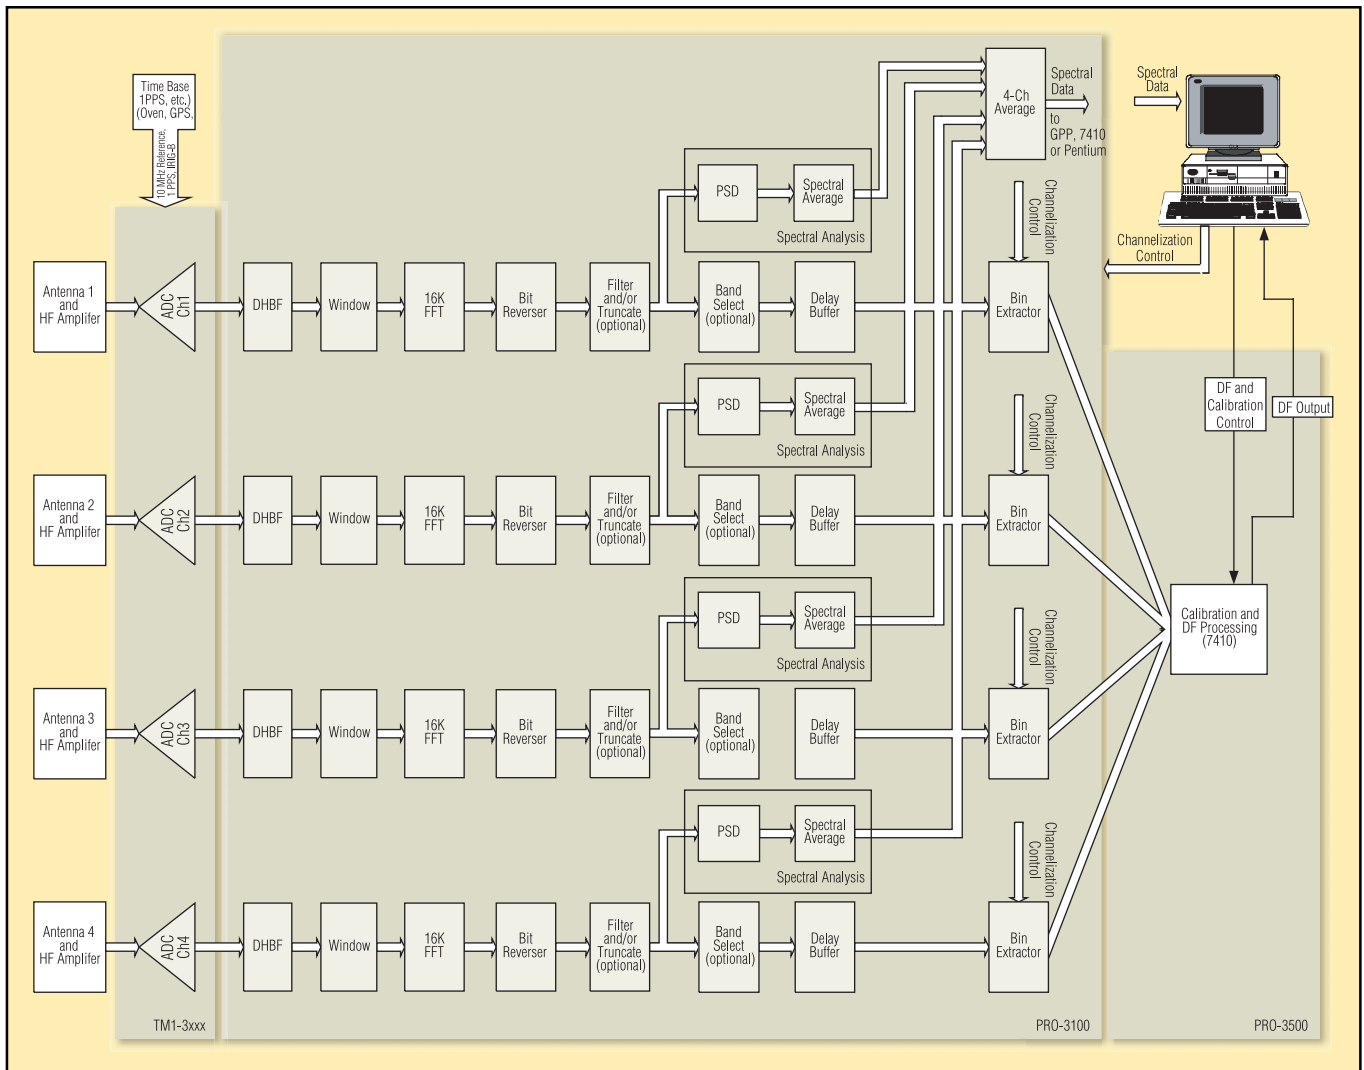 Time Base
1PPS, etc.)
(Oven, GPS,
10 MHz Reference,
1 PPS, IRIG-B
4-Ch
Average
Spectral
Data
to
GPP, 7410
or Pentium
Spectral
Data
Channelization
Control
PSD
Spectral
Average
Spectral Analysis
Channelization
Control
Antenna 1
and
HF Amplifer
ADC
Ch1
DHBF
Window
16K
FFT
Bit
Reverser
Filter
and/or
Truncate
(optional)
Band
Select
(optional)
Delay
Buffer
Bin
Extractor
PSD
Spectral
Average
Spectral Analysis
Channelization
Control
DF and
Calibration
Control
DF Output
Antenna 2
and
HF Amplifer
ADC
Ch2
DHBF
Window
16K
FFT
Bit
Reverser
Filter
and/or
Truncate
(optional)
Band
Select
(optional)
Delay
Buffer
Bin
Extractor
PSD
Spectral
Average
Spectral Analysis
Channelization
Control
Calibration and
DF Processing
(7410)
Antenna 3
and
HF Amplifer
ADC
Ch3
DHBF
Window
16K
FFT
Bit
Reverser
Filter
and/or
Truncate
(optional)
Band
Select
(optional)
Delay
Buffer
Bin
Extractor
PSD
Spectral
Average
Spectral Analysis
Channelization
Control
Antenna 4
and
HF Amplifer
ADC
Ch4
DHBF
Window
16K
FFT
Bit
Reverser
Filter
and/or
Truncate
(optional)
Band
Select
(optional)
Delay
Buffer
Bin
Extractor
TM1-3xxx
PRO-3100
PRO-3500